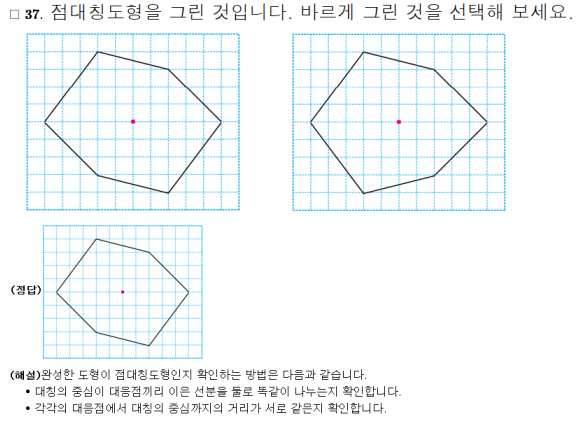 □ 37. 점대칭도형을 그린 것입니다. 바르게 그린 것을 선택해 보세요.
(정답)
(해설)완성한 도형이 점대칭도형인지 확인하는 방법은 다음과 같습니다.
• 대칭의 중심이 대응점끼리 이은 선분을 둘로 똑같이 나누는지 확인합니다.
• 각각의 대응점에서 대칭의 중심까지의 거리가 서로 같은지 확인합니다.